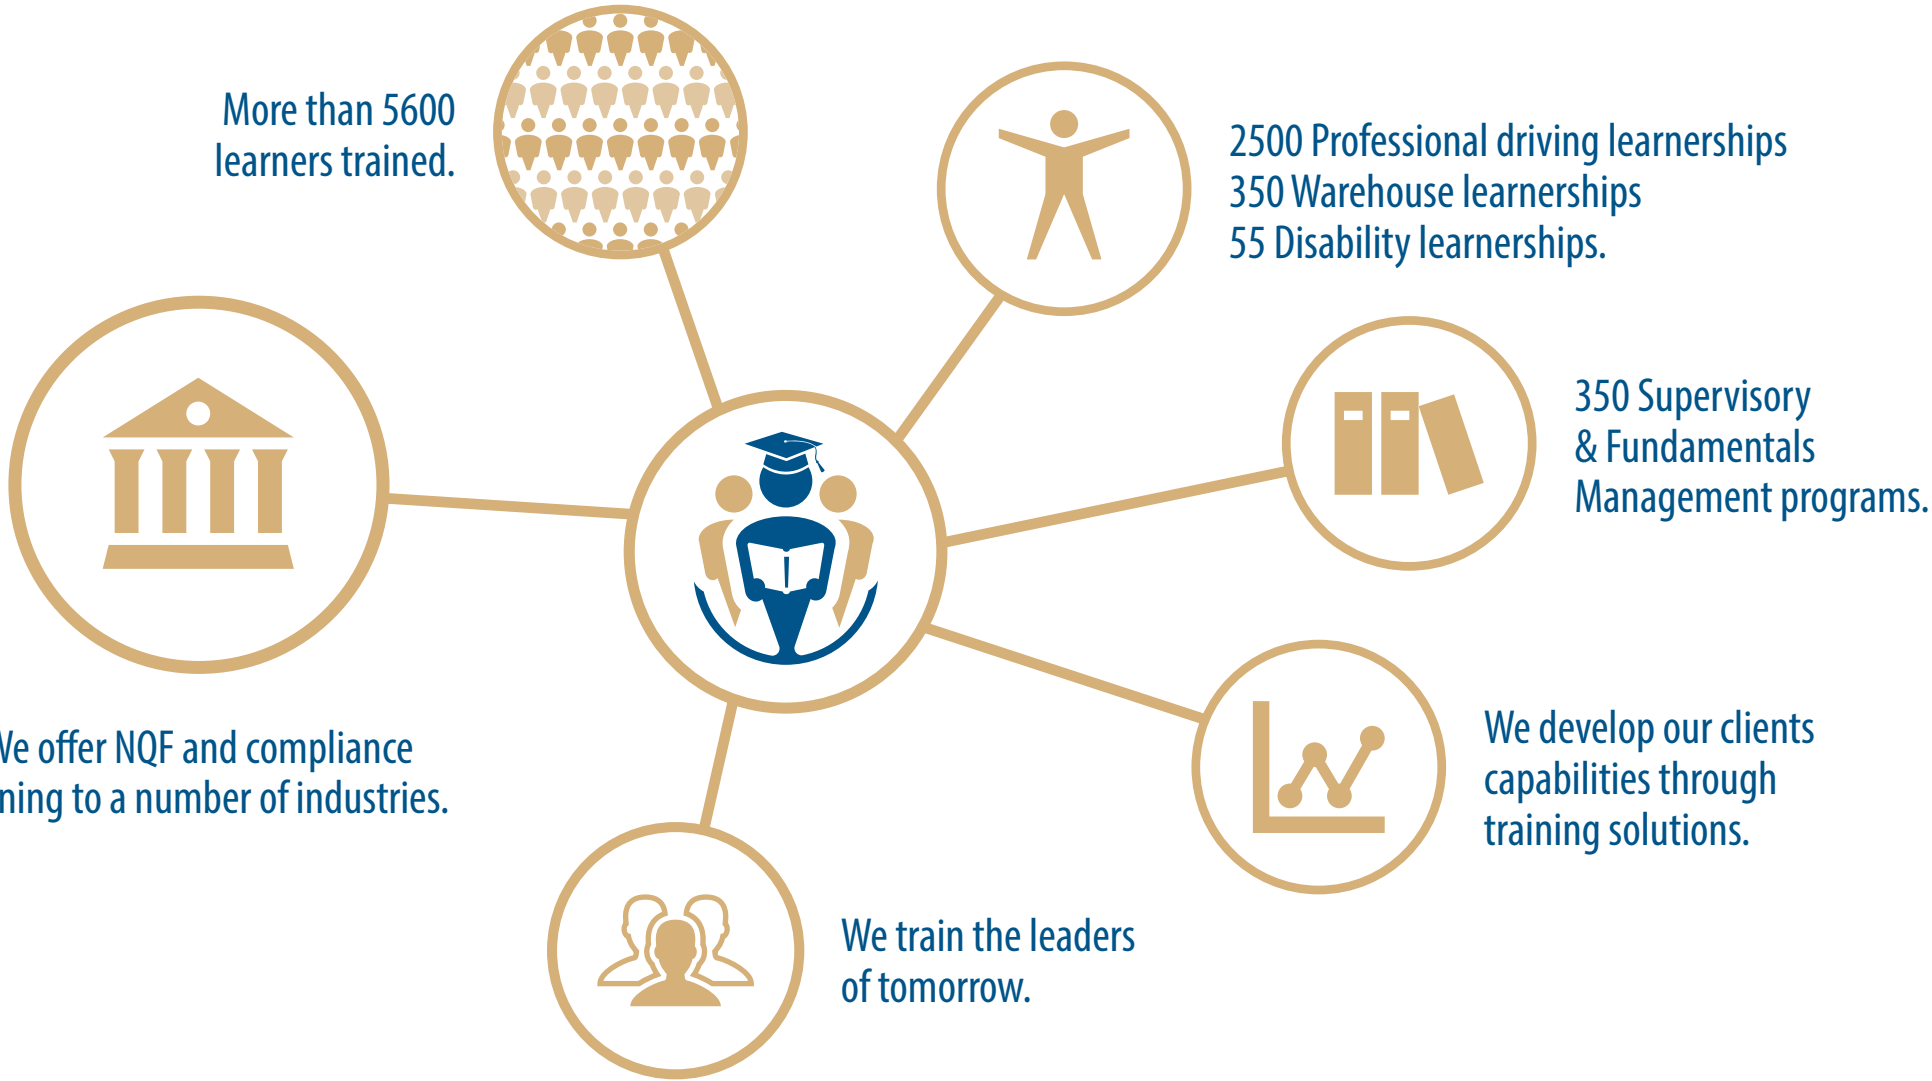 More than 5600
learners trained.
2500 Professional driving learnerships
350 Warehouse learnerships
55 Disability learnerships.
350 Supervisory
& Fundamentals
Management programs.
We offer NQF and compliance
ning to a number of industries.
We develop our clients
capabilities through
training solutions.
We train the leaders
of tomorrow.